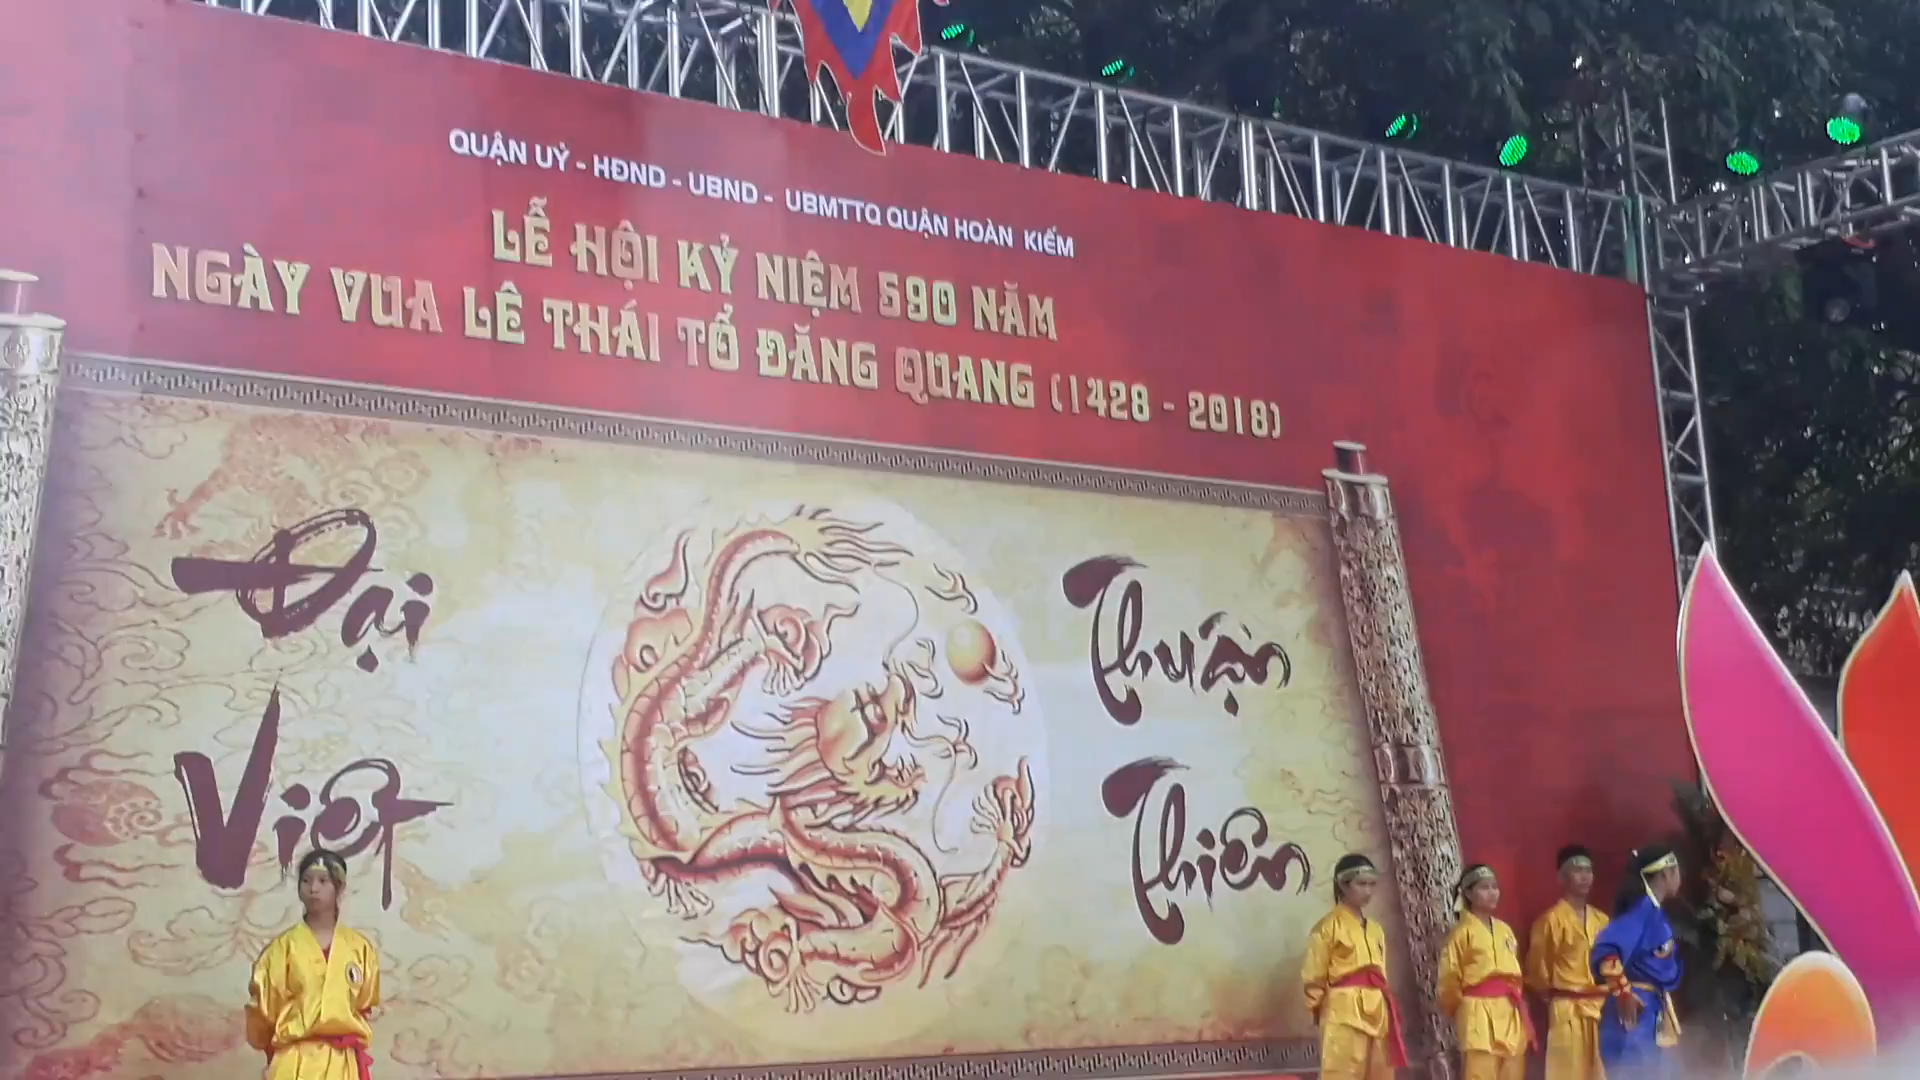 QUẬN UỶ - HĐND - UBND - UBMTTQ QUẬN HOÀN KIẾM
LỄ HỘI KỶ NIỆM 590 NĂM
NGÀY VUA LÊ THÁI TỔ ĐĂNG QUANG (1428 - 2018)
Đại
Việt
Thuận
Thiên